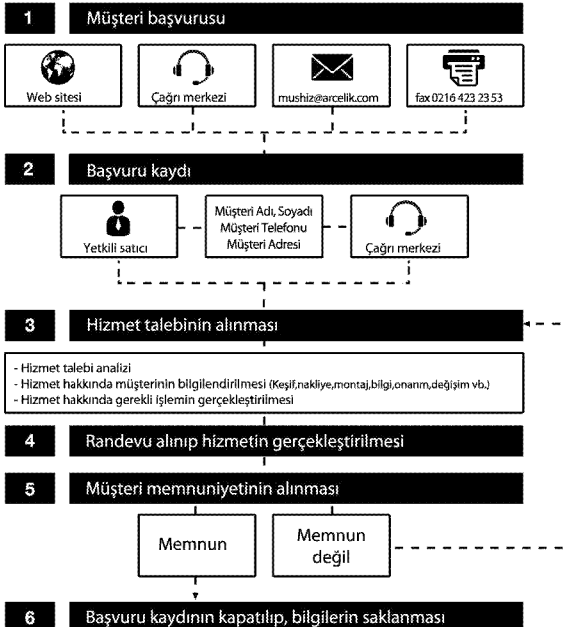 1 Müşteri başvurusu
Web sitesi
Çağrı merkezi
mushiz@arcelik.com
fax 0216 423 23 53
2 Başvuru kaydı
Yetkili satıcı
Müşteri Adı, Soyadı
Müşteri Telefonu
Müşteri Adresi
Çağrı merkezi
3 Hizmet talebinin alınması
- Hizmet talebi analizi
- Hizmet hakkında müşterinin bilgilendirilmesi (Keşif,nakliye,montaj,bilgi,onarım,değişim vb.)
- Hizmet hakkında gerekli işlemin gerçekleştirilmesi
4 Randevu alınıp hizmetin gerçekleştirilmesi
5 Müşteri memnuniyetinin alınması
Memnun
Memnun
değil
6 Başvuru kaydının kapatılıp, bilgilerin saklanması